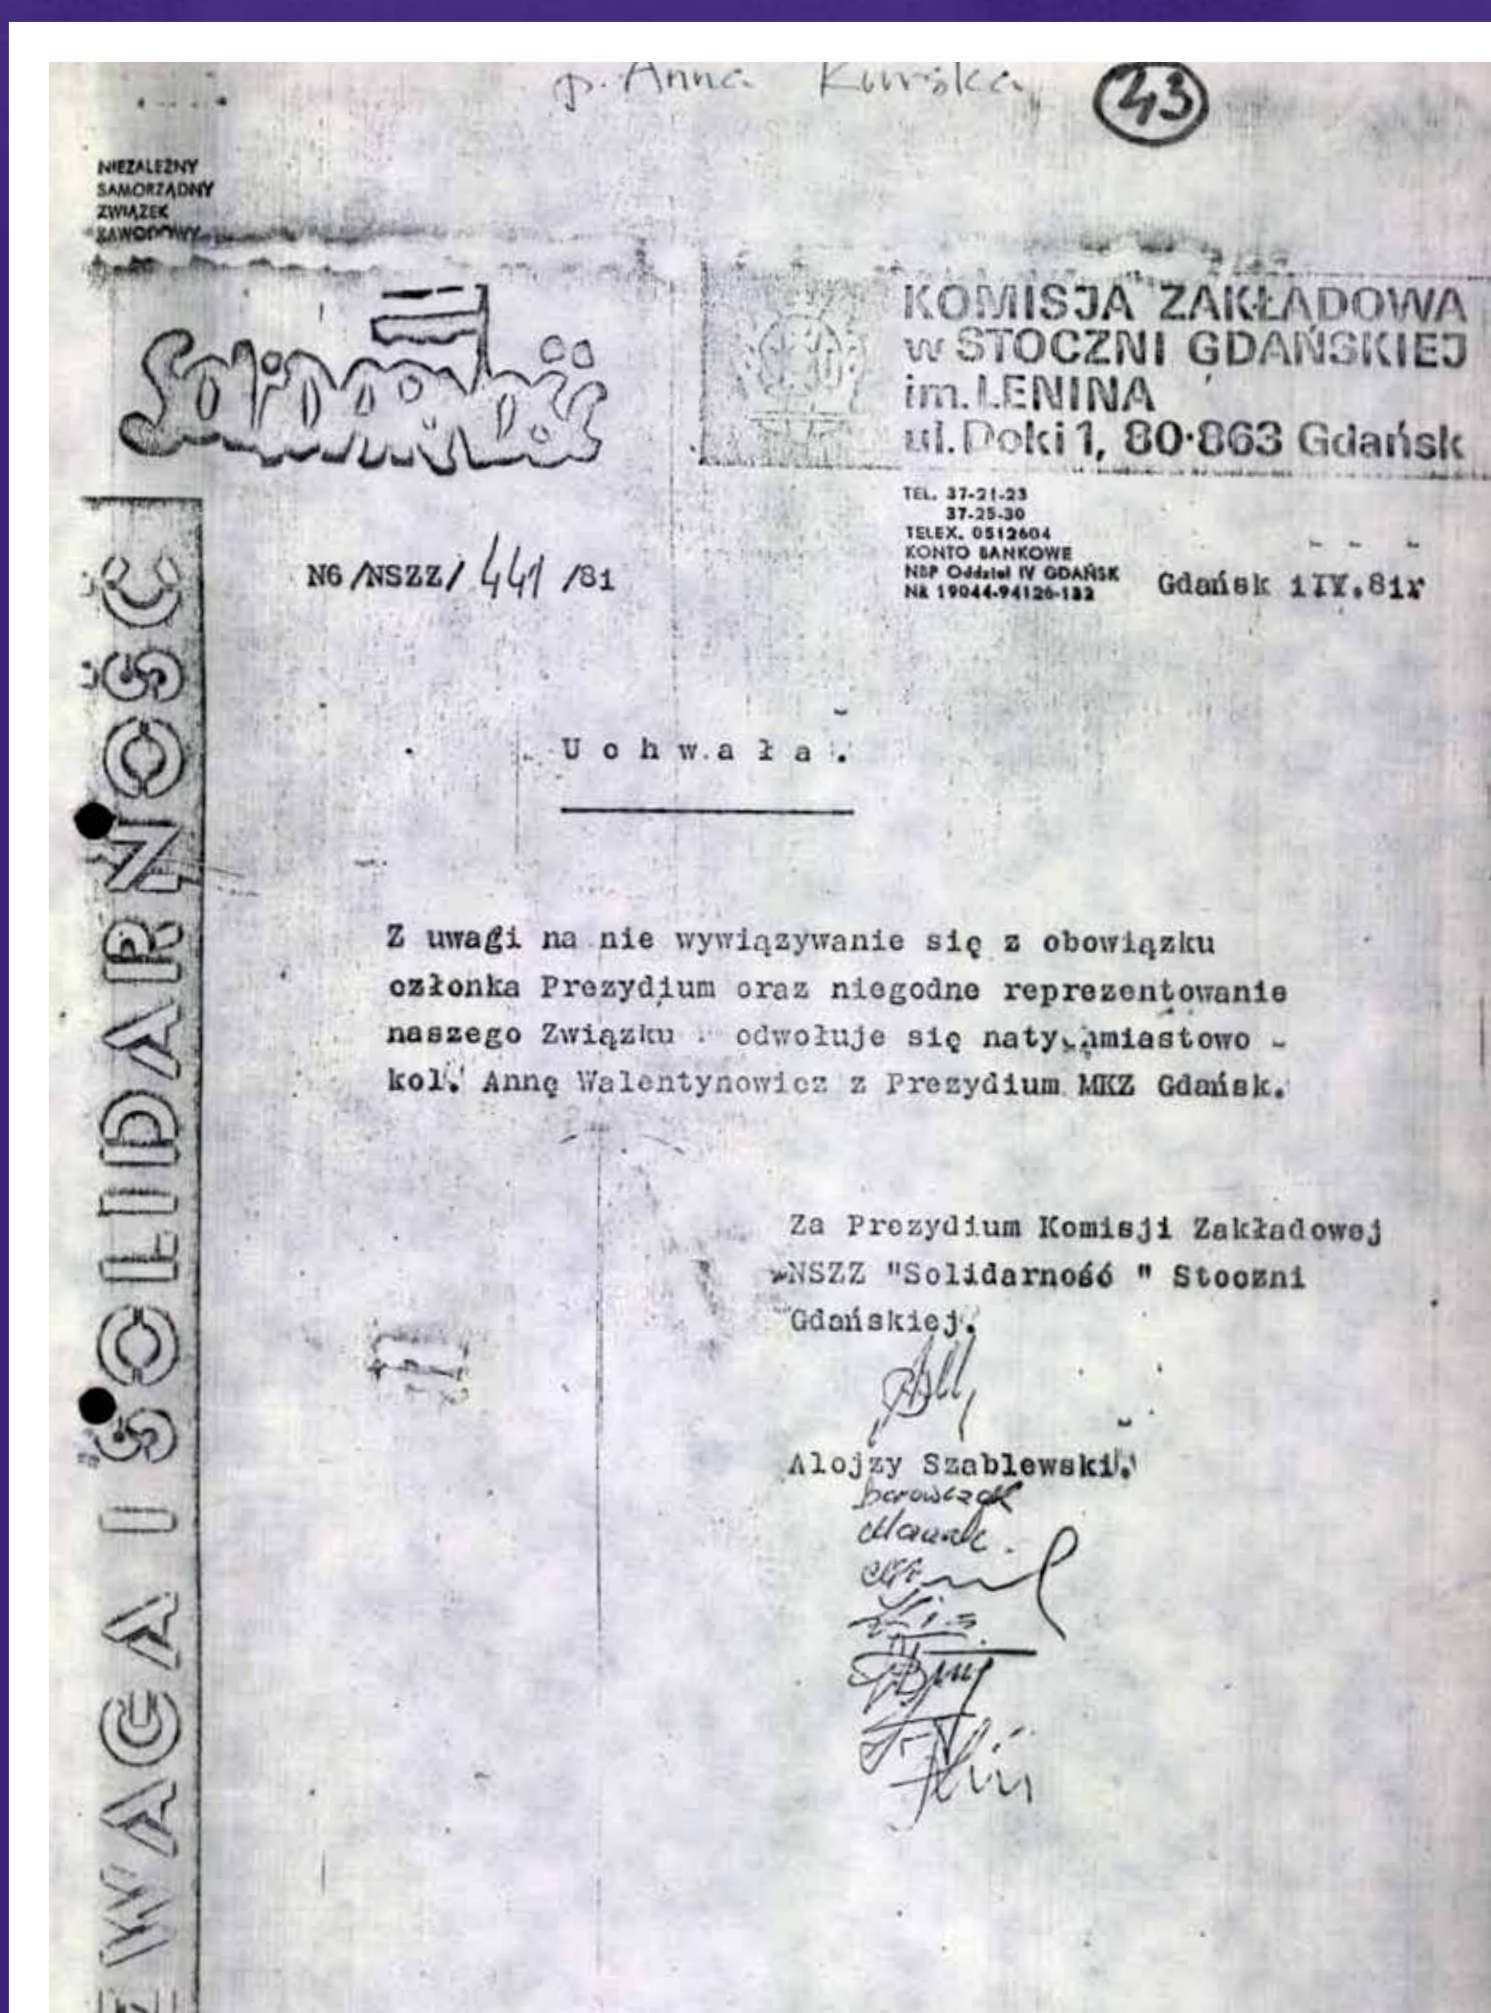 p. Anna Kurska
43
NIEZALEŻNY
SAMORZĄDNY
ZWIĄZEK
ZAWODOWY
Solidarność
KOMISJA ZAKŁADOWA
w STOCZNI GDAŃSKIEJ
im. LENINA
ul. Doki 1, 80-863 Gdańsk
TEL. 37-21-23
37-25-30
TELEX. 0512604
KONTO BANKOWE
NBP Oddział IV GDAŃSK
NR 19044-94126-132
N6/NSZZ/ 441 /81
Gdańsk 1IV.81r
Uchwała.
Z uwagi na nie wywiązywanie się z obowiązku
członka Prezydium oraz niegodne reprezentowanie
naszego Związku odwołuje się natychmiastowo -
kol. Annę Walentynowicz z Prezydium MKZ Gdańsk.
Za Prezydium Komisji Zakładowej
NSZZ "Solidarność " Stoczni
Gdańskiej.
Alojzy Szablewski.
Borowczak
EWAGA I SOLIDARNOŚĆ